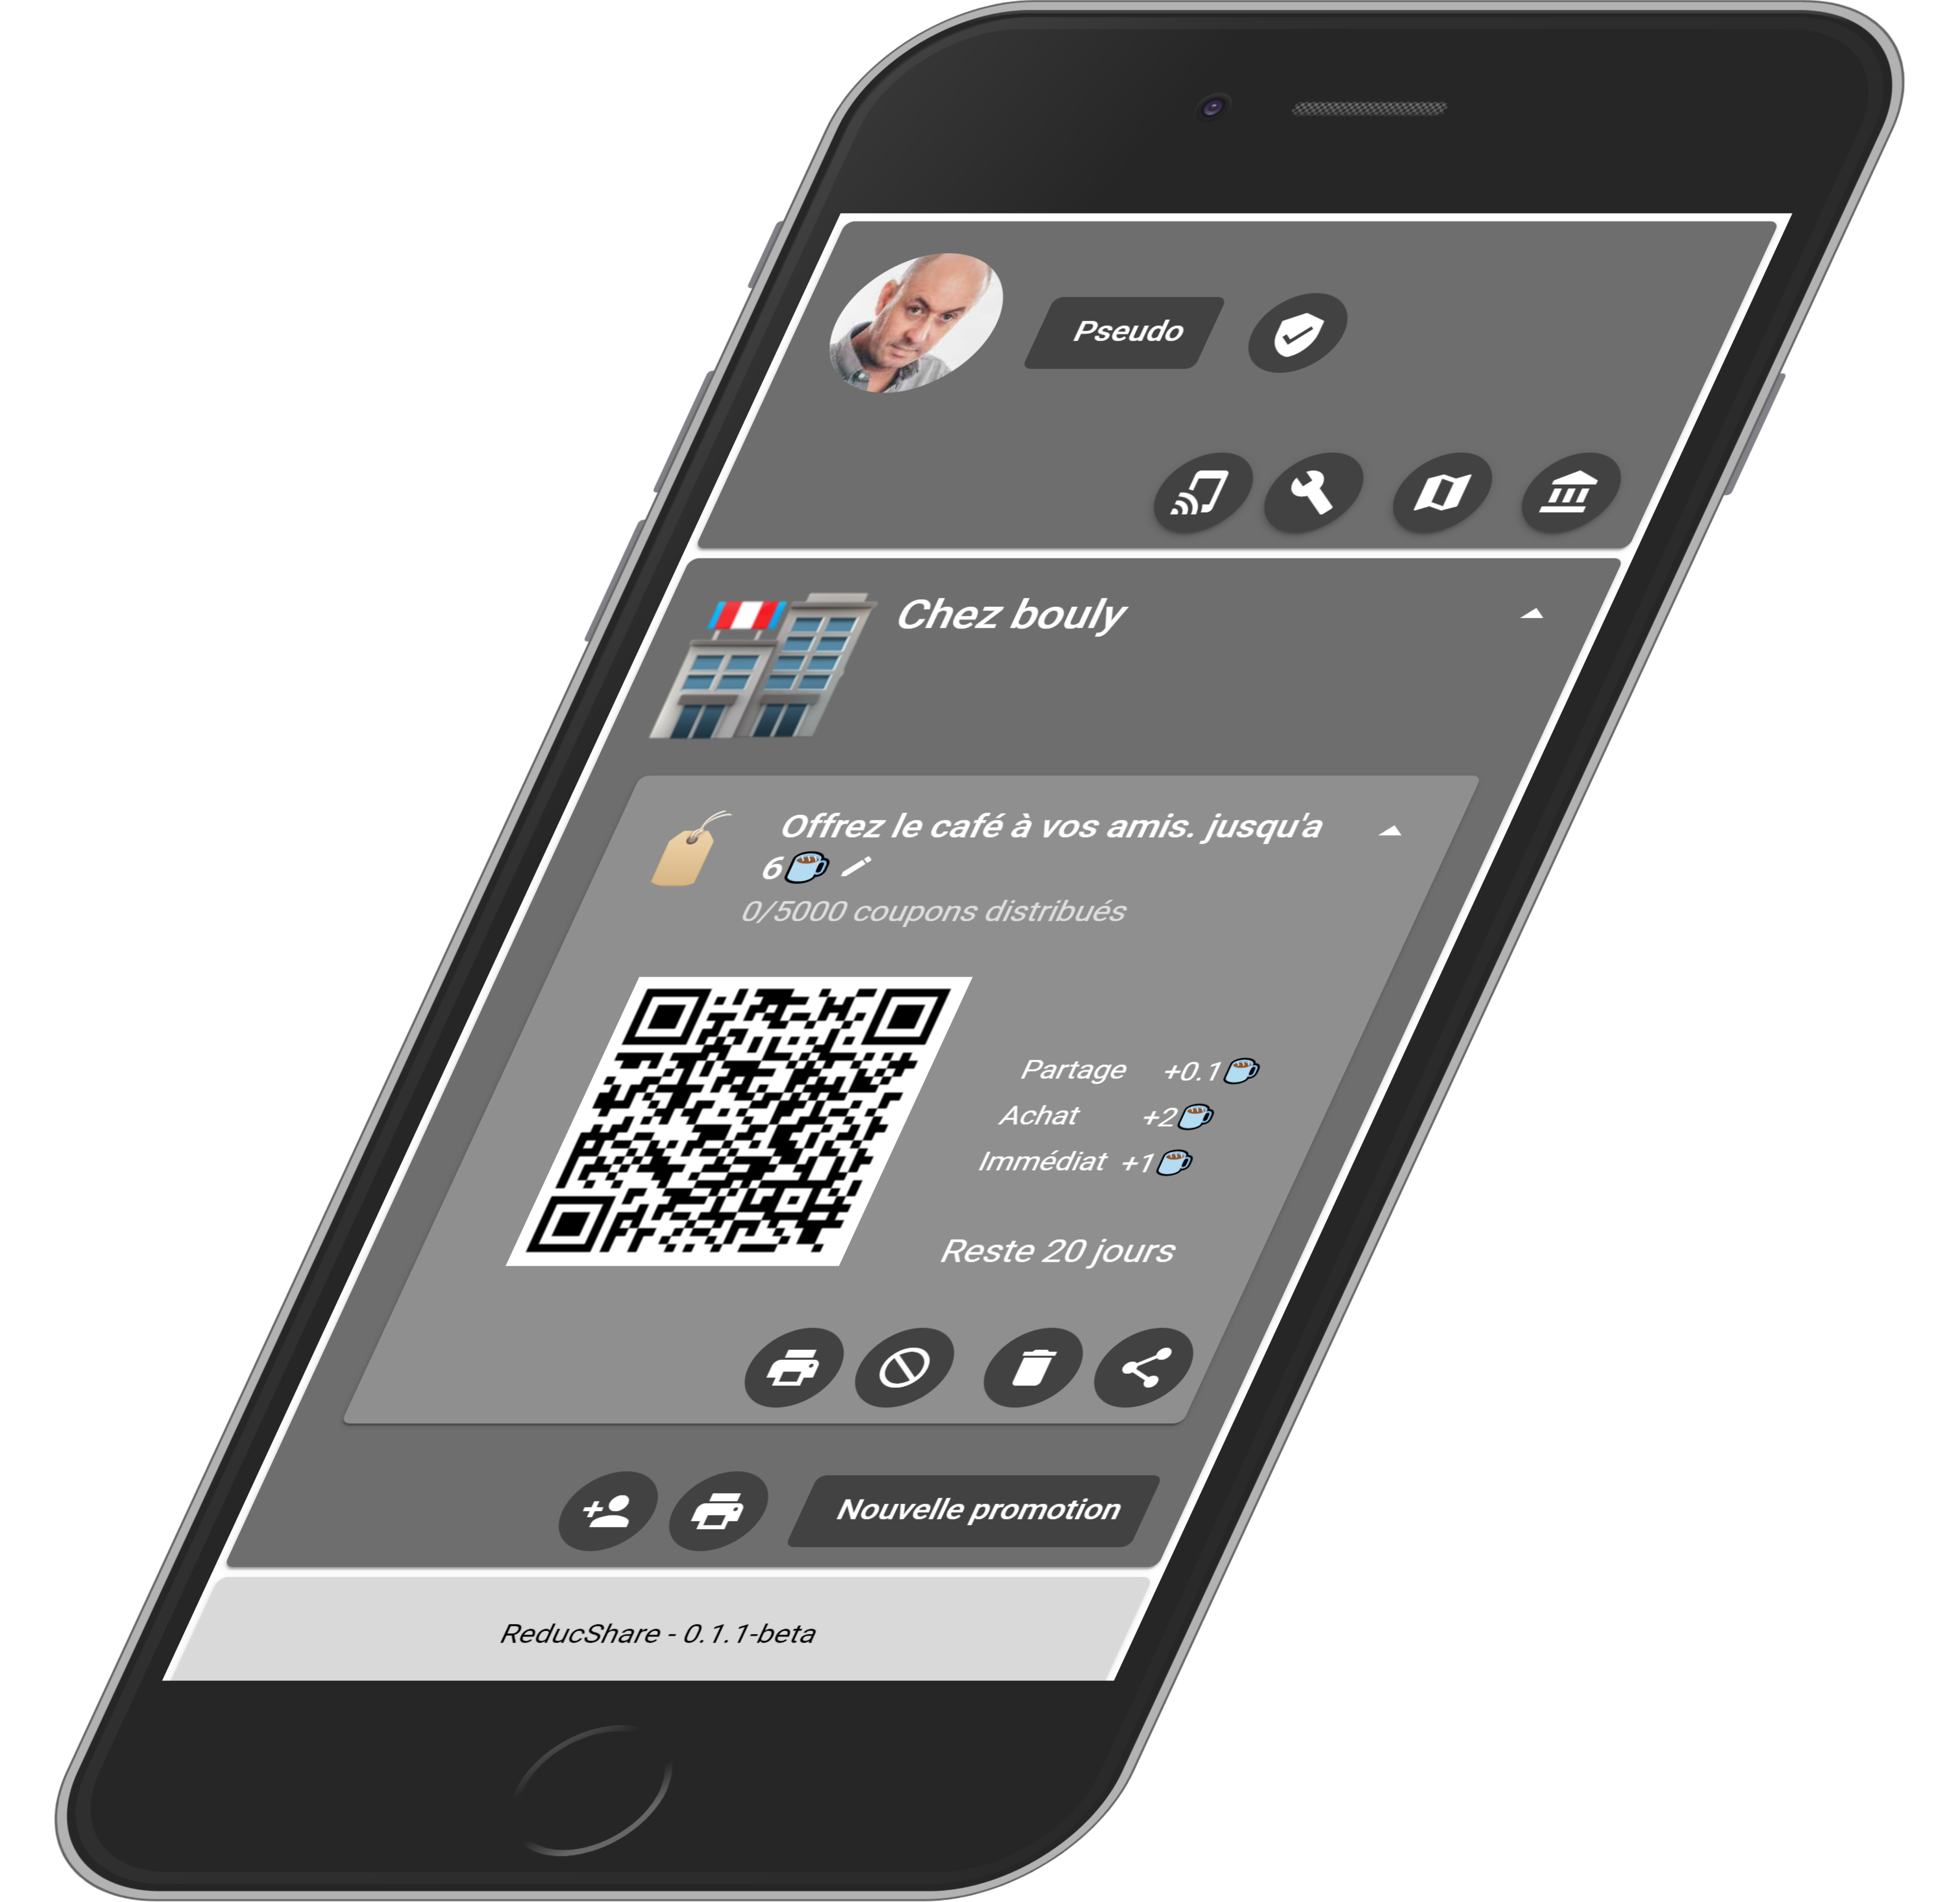 Pseudo
Chez bouly
Offrez le café à vos amis. jusqu'a
6
0/5000 coupons distribués
Partage +0.1
Achat +2
Immédiat +1
Reste 20 jours
Nouvelle promotion
ReducShare - 0.1.1-beta